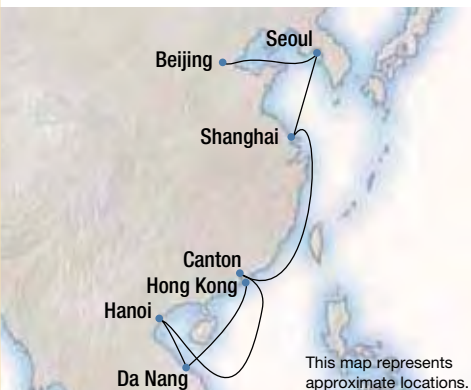 Seoul
Beijing
Shanghai
Canton
Hong Kong
Hanoi
Da Nang
This map represents
approximate locations.